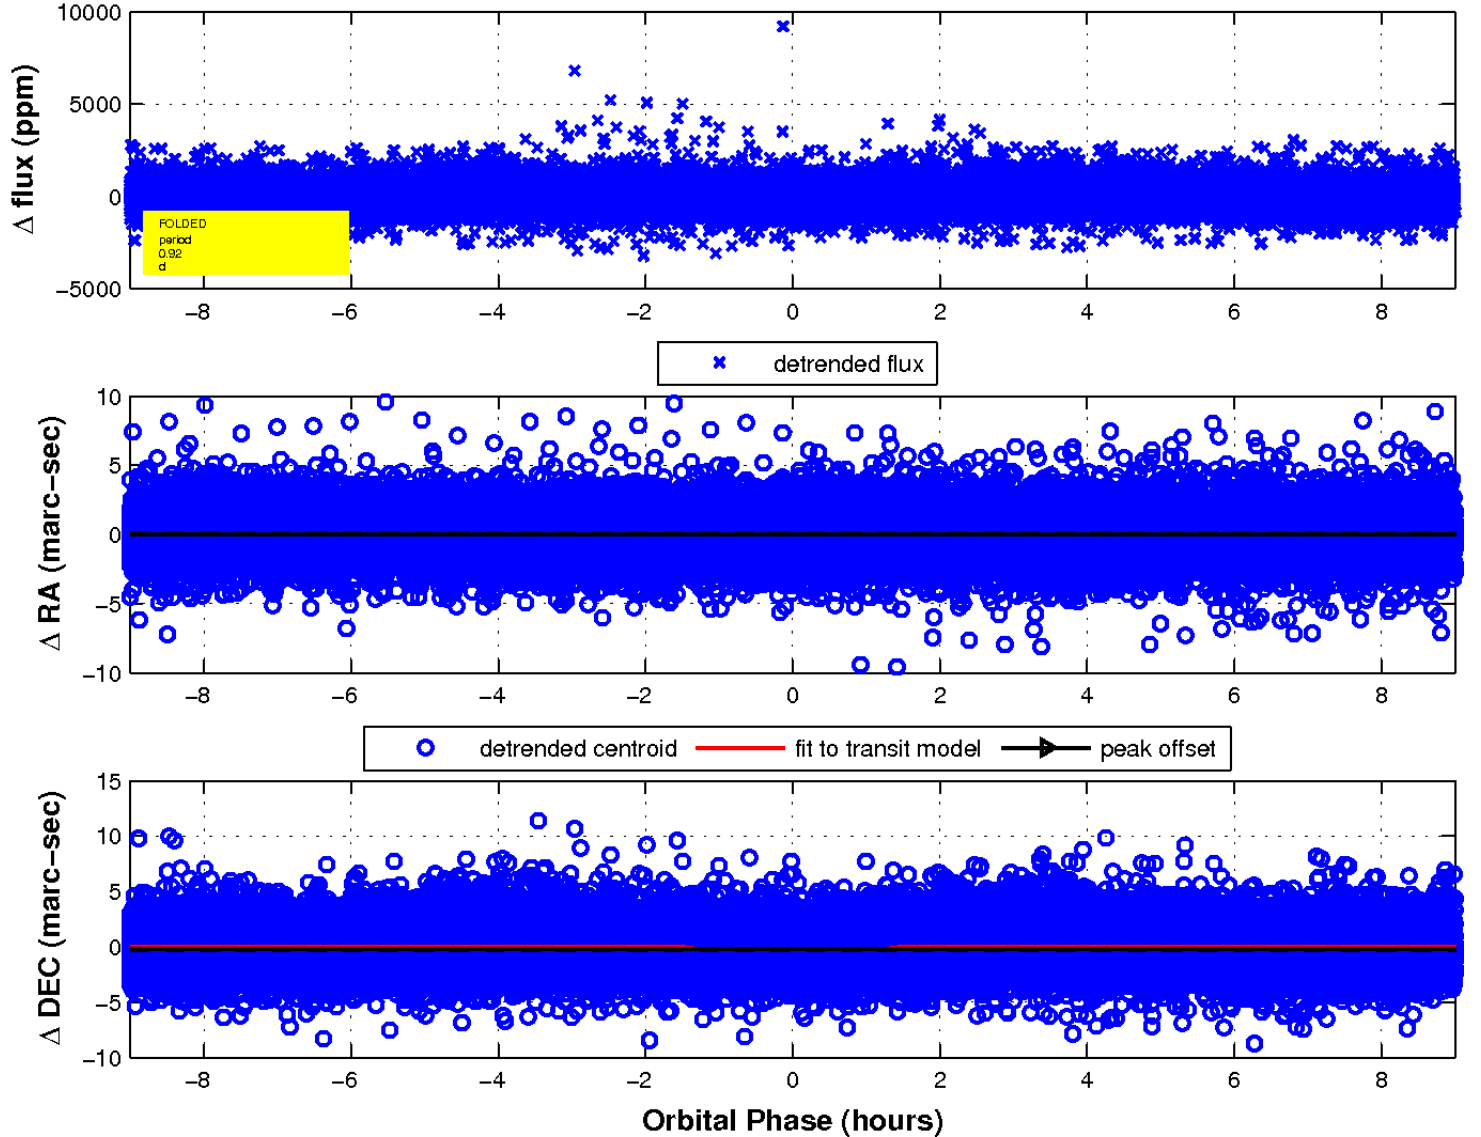 10000
5000
0
−5000
Δ flux (ppm)
FOLDED
period
0.92
d
−8 −6 −4 −2 0 2 4 6 8
detrended flux
10
5
0
−5
−10
Δ RA (marc−sec)
−8 −6 −4 −2 0 2 4 6 8
detrended centroid fit to transit model peak offset
15
10
5
0
−5
−10
Δ DEC (marc−sec)
−8 −6 −4 −2 0 2 4 6 8
Orbital Phase (hours)